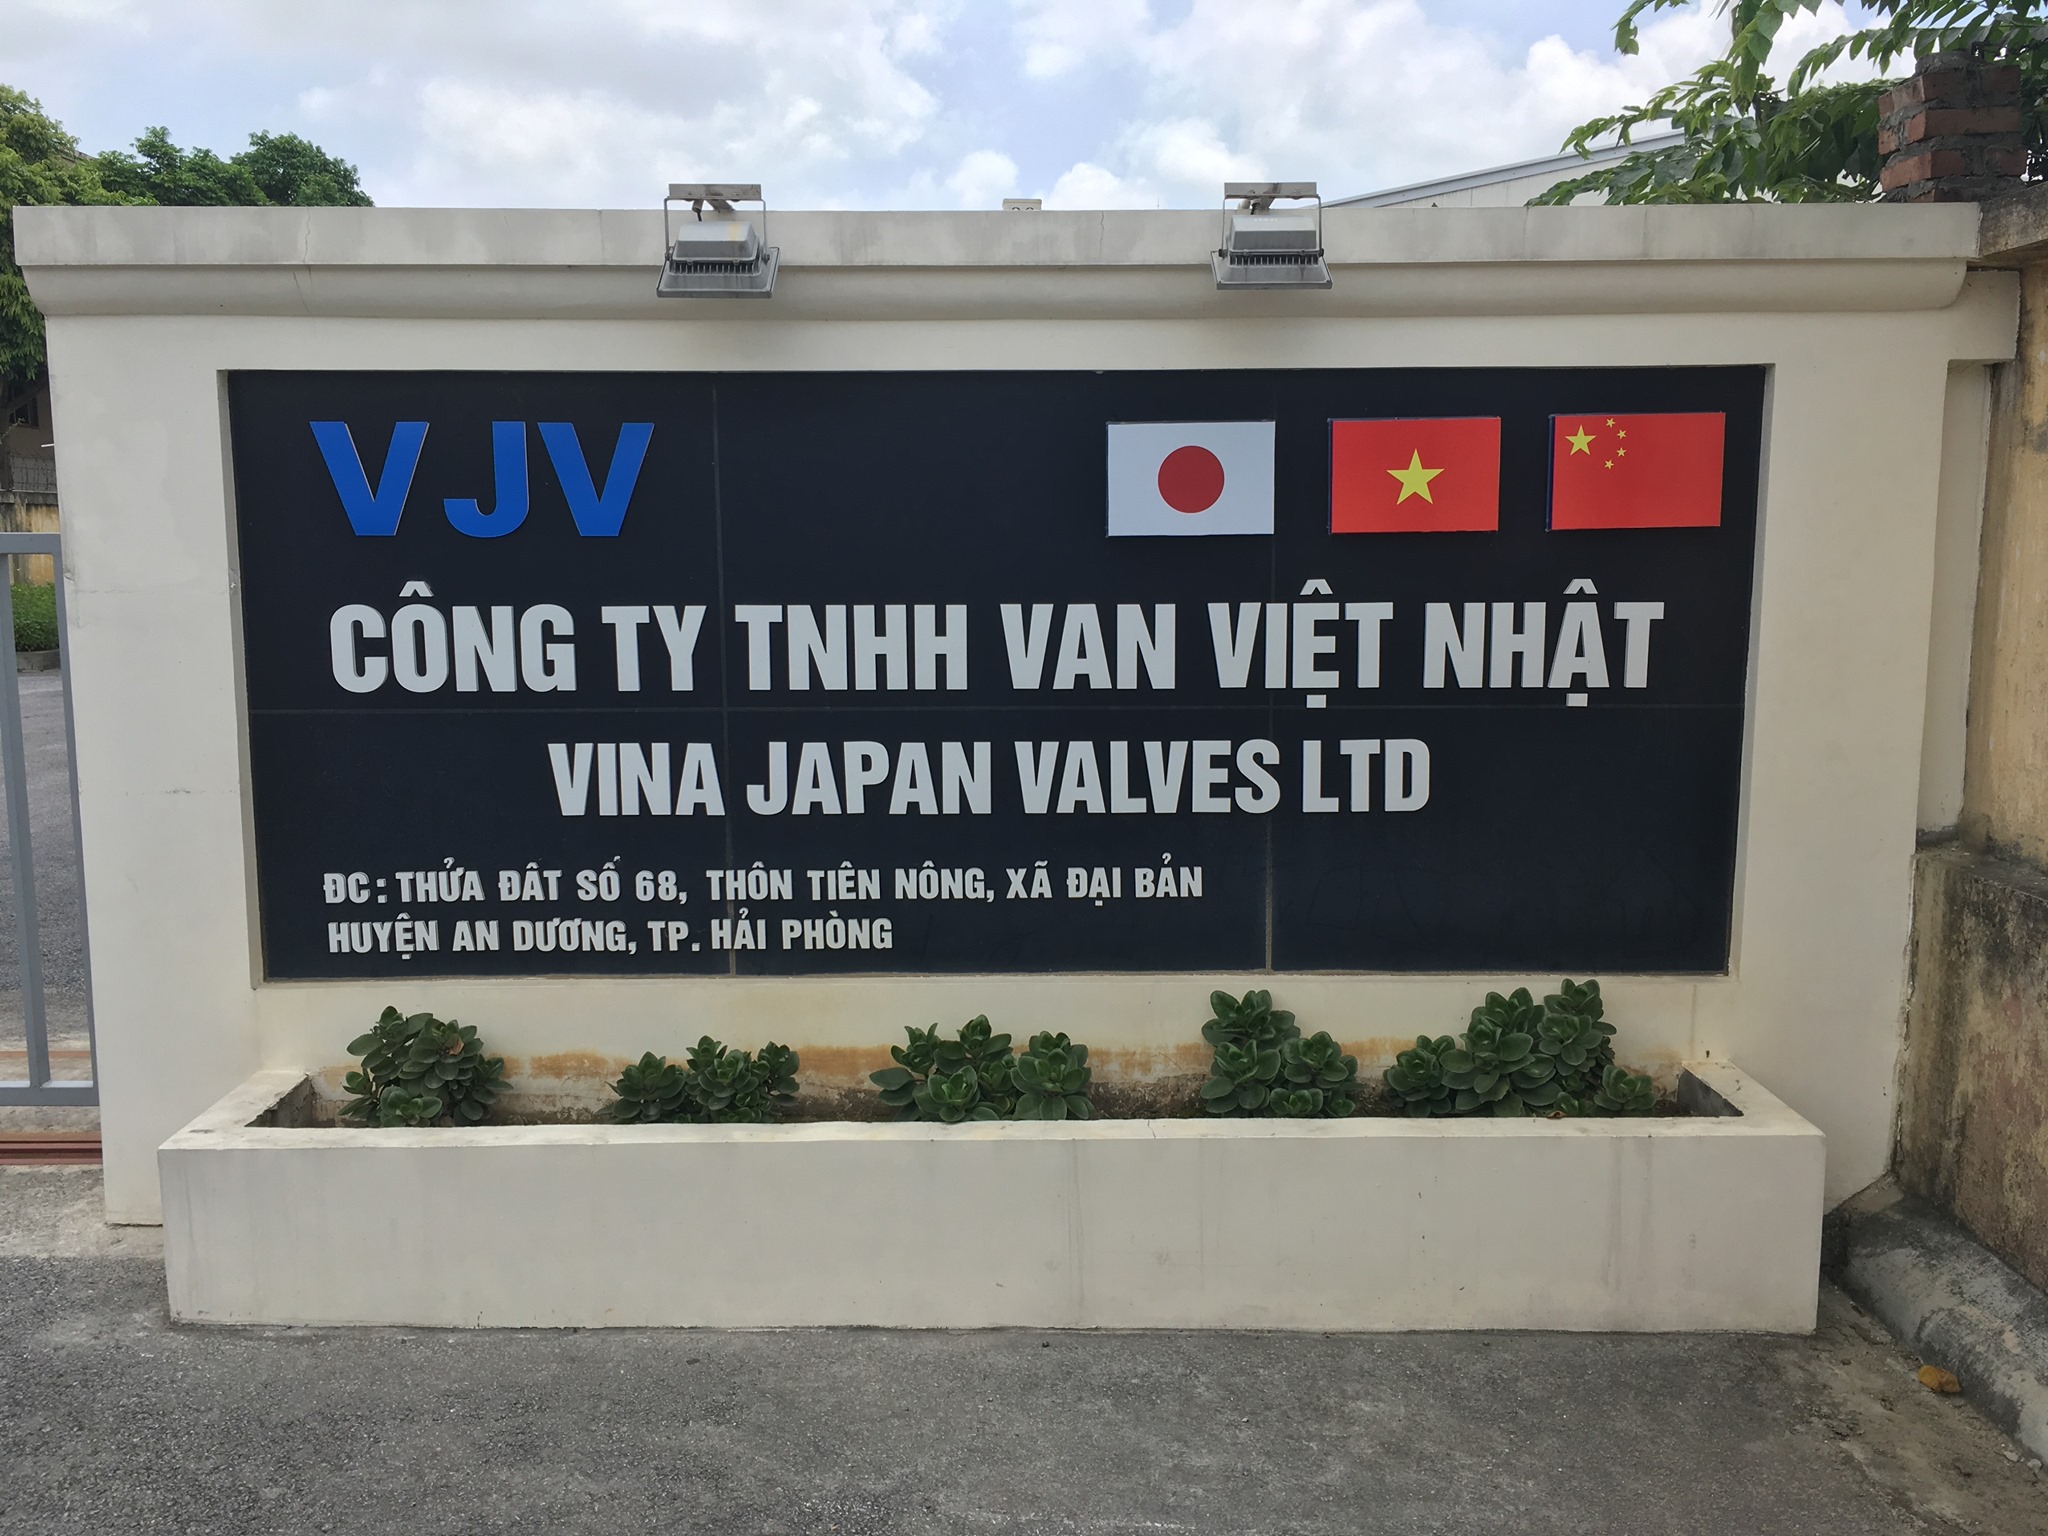 VJV
CÔNG TY TNHH VAN VIỆT NHẬT
VINA JAPAN VALVES LTD
ĐC: THỬA ĐẤT SỐ 68, THÔN TIÊN NÔNG, XÃ ĐẠI BẢN
HUYỆN AN DƯƠNG, TP. HẢI PHÒNG